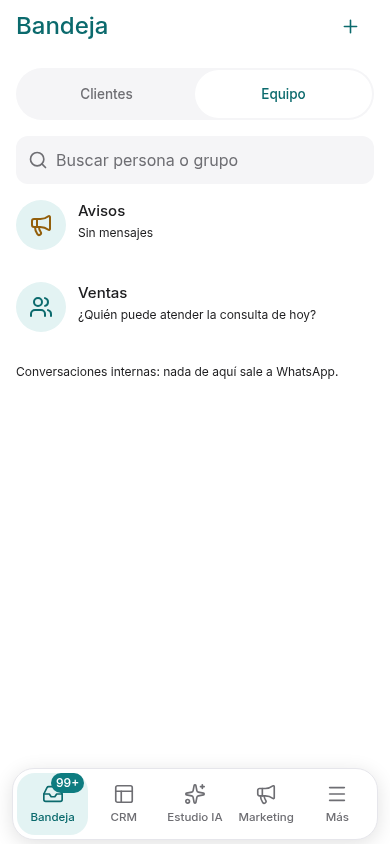 Bandeja
Clientes
Equipo
Buscar persona o grupo
Avisos
Sin mensajes
Ventas
¿Quién puede atender la consulta de hoy?
Conversaciones internas: nada de aquí sale a WhatsApp.
99+
Bandeja
CRM
Estudio IA
Marketing
Más